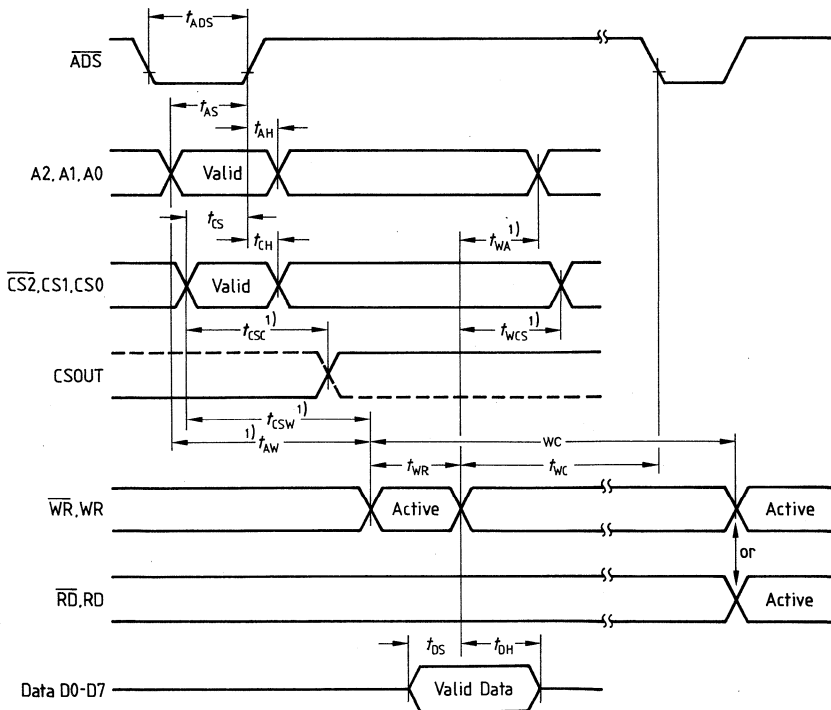 tADS
ADS
tAS
tAH
A2, A1, A0 Valid
tCS
tCH tWA 1)
CS2,CS1,CS0 Valid
tCSC 1) tWCS 1)
CSOUT
tCSW 1)
1) tAW WC
tWR tWC
WR,WR Active Active
or
RD,RD Active
tDS tDH
Data D0-D7 Valid Data